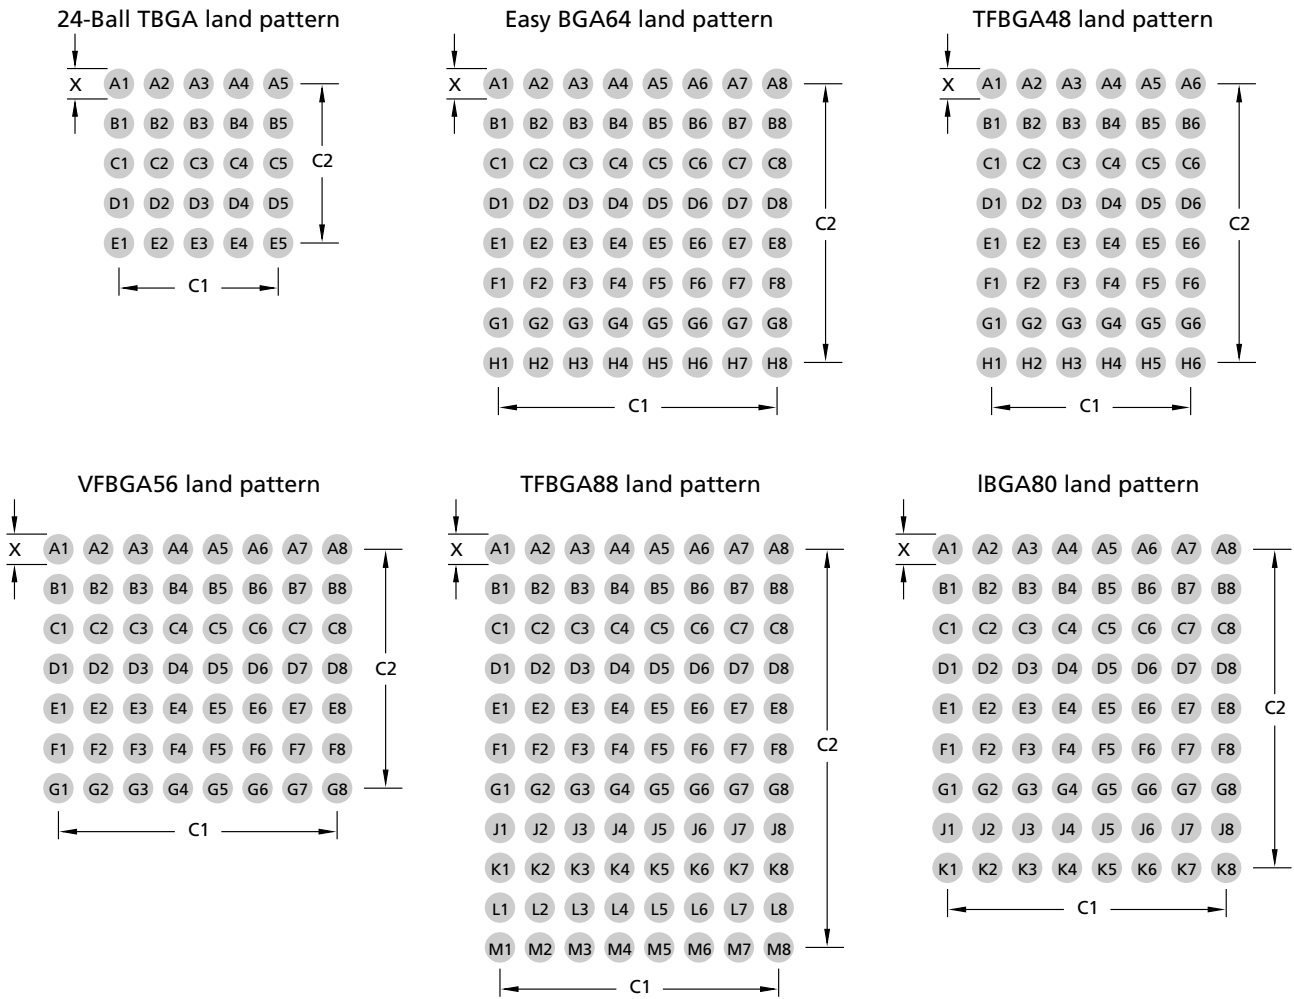 24-Ball TBGA land pattern
X
A1 A2 A3 A4 A5
B1 B2 B3 B4 B5
C1 C2 C3 C4 C5
D1 D2 D3 D4 D5
E1 E2 E3 E4 E5
C2
C1
Easy BGA64 land pattern
X
A1 A2 A3 A4 A5 A6 A7 A8
B1 B2 B3 B4 B5 B6 B7 B8
C1 C2 C3 C4 C5 C6 C7 C8
D1 D2 D3 D4 D5 D6 D7 D8
E1 E2 E3 E4 E5 E6 E7 E8
F1 F2 F3 F4 F5 F6 F7 F8
G1 G2 G3 G4 G5 G6 G7 G8
H1 H2 H3 H4 H5 H6 H7 H8
C2
C1
TFBGA48 land pattern
X
A1 A2 A3 A4 A5 A6
B1 B2 B3 B4 B5 B6
C1 C2 C3 C4 C5 C6
D1 D2 D3 D4 D5 D6
E1 E2 E3 E4 E5 E6
F1 F2 F3 F4 F5 F6
G1 G2 G3 G4 G5 G6
H1 H2 H3 H4 H5 H6
C2
C1
VFBGA56 land pattern
X
A1 A2 A3 A4 A5 A6 A7 A8
B1 B2 B3 B4 B5 B6 B7 B8
C1 C2 C3 C4 C5 C6 C7 C8
D1 D2 D3 D4 D5 D6 D7 D8
E1 E2 E3 E4 E5 E6 E7 E8
F1 F2 F3 F4 F5 F6 F7 F8
G1 G2 G3 G4 G5 G6 G7 G8
C2
C1
TFBGA88 land pattern
X
A1 A2 A3 A4 A5 A6 A7 A8
B1 B2 B3 B4 B5 B6 B7 B8
C1 C2 C3 C4 C5 C6 C7 C8
D1 D2 D3 D4 D5 D6 D7 D8
E1 E2 E3 E4 E5 E6 E7 E8
F1 F2 F3 F4 F5 F6 F7 F8
G1 G2 G3 G4 G5 G6 G7 G8
J1 J2 J3 J4 J5 J6 J7 J8
K1 K2 K3 K4 K5 K6 K7 K8
L1 L2 L3 L4 L5 L6 L7 L8
M1 M2 M3 M4 M5 M6 M7 M8
C2
C1
lBGA80 land pattern
X
A1 A2 A3 A4 A5 A6 A7 A8
B1 B2 B3 B4 B5 B6 B7 B8
C1 C2 C3 C4 C5 C6 C7 C8
D1 D2 D3 D4 D5 D6 D7 D8
E1 E2 E3 E4 E5 E6 E7 E8
F1 F2 F3 F4 F5 F6 F7 F8
G1 G2 G3 G4 G5 G6 G7 G8
J1 J2 J3 J4 J5 J6 J7 J8
K1 K2 K3 K4 K5 K6 K7 K8
C2
C1